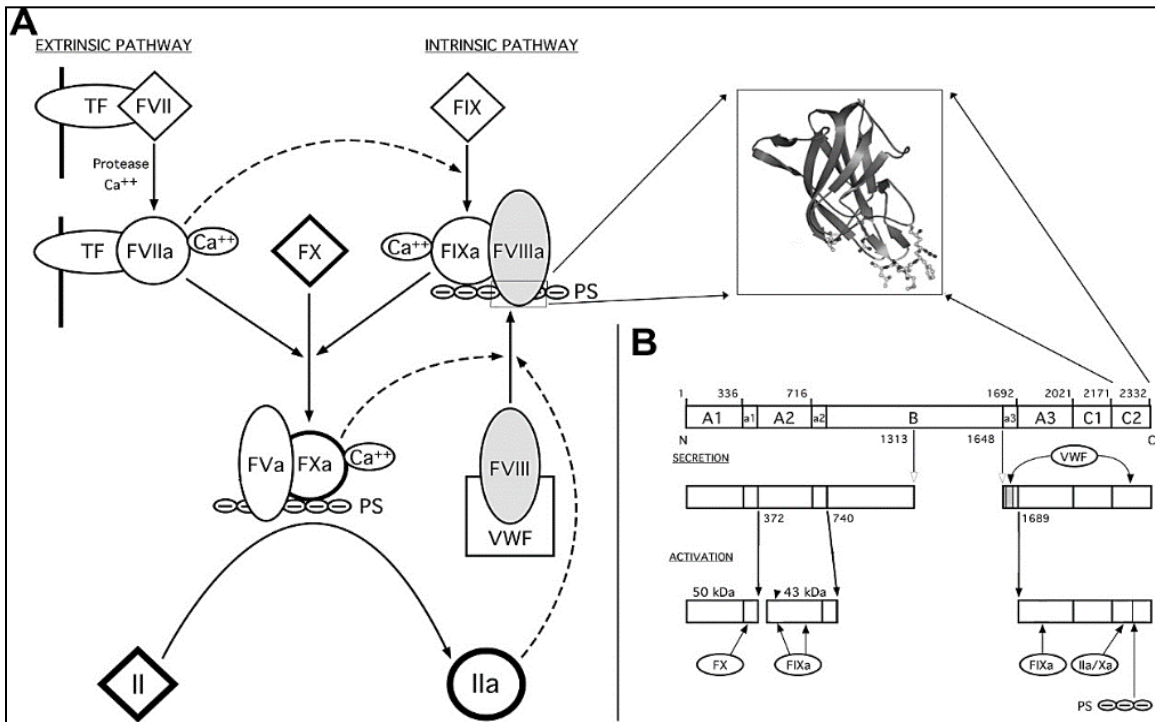 A
EXTRINSIC PATHWAY
INTRINSIC PATHWAY
TF
FVII
FIX
Protease
Ca++
TF
FVIIa
Ca++
FX
Ca++
FIXa
FVIIIa
PS
FVa
FXa
Ca++
PS
FVIII
VWF
II
IIa
B
1
336
716
1692
2021
2171
2332
A1
a1
A2
a2
B
a3
A3
C1
C2
N
1313
1648
C
SECRETION
VWF
372
740
1689
ACTIVATION
50 kDa
43 kDa
FX
FIXa
FIXa
IIa/Xa
PS